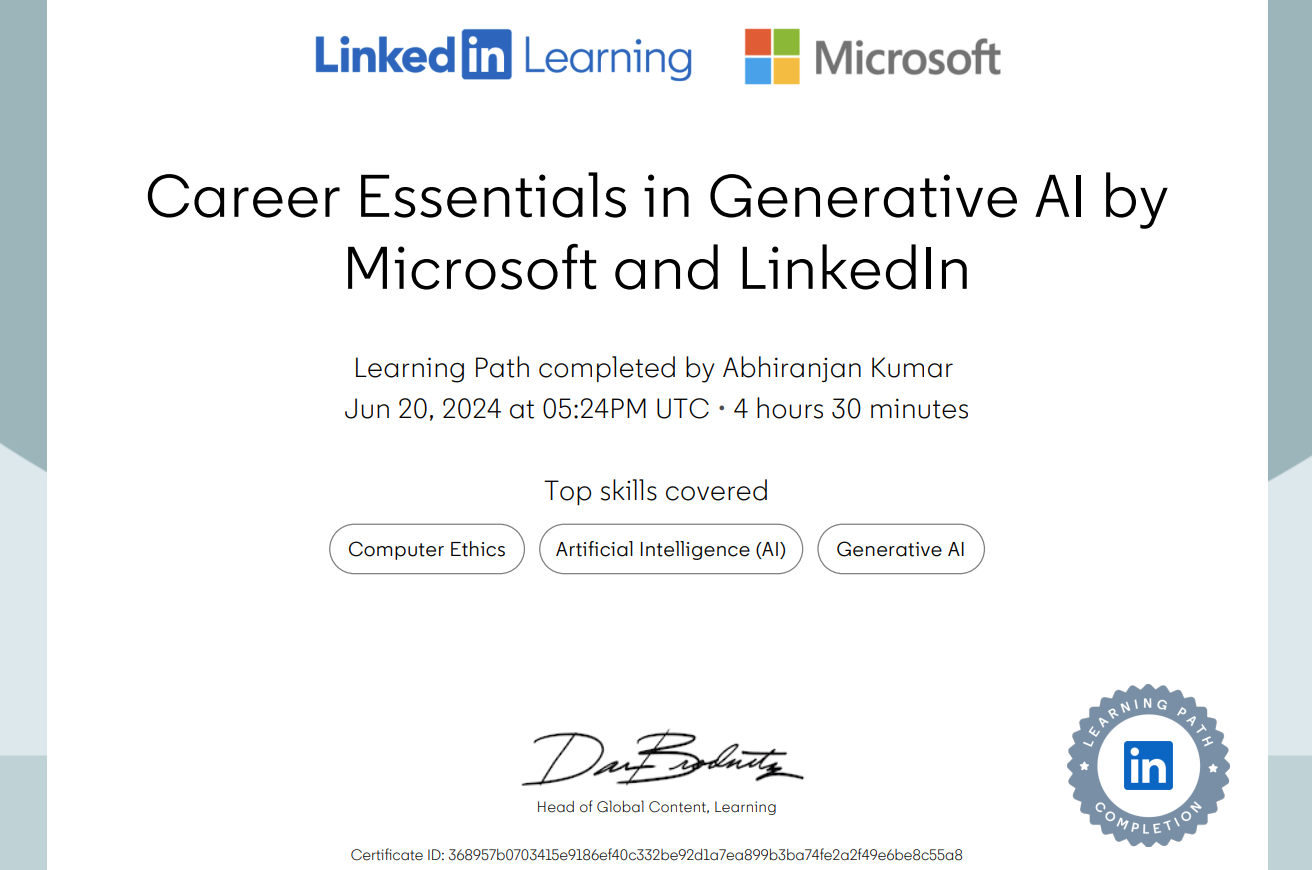 LinkedIn Learning Microsoft
Career Essentials in Generative AI by
Microsoft and LinkedIn
Learning Path completed by Abhiranjan Kumar
Jun 20, 2024 at 05:24PM UTC • 4 hours 30 minutes
Top skills covered
Computer Ethics Artificial Intelligence (AI) Generative AI
Dan Brodnitz
Head of Global Content, Learning
LEARNING PATH
in
COMPLETION
Certificate ID: 368957b0703415e9186ef40c332be92d1a7ea899b3ba74fe2a2f49e6be8c55a8